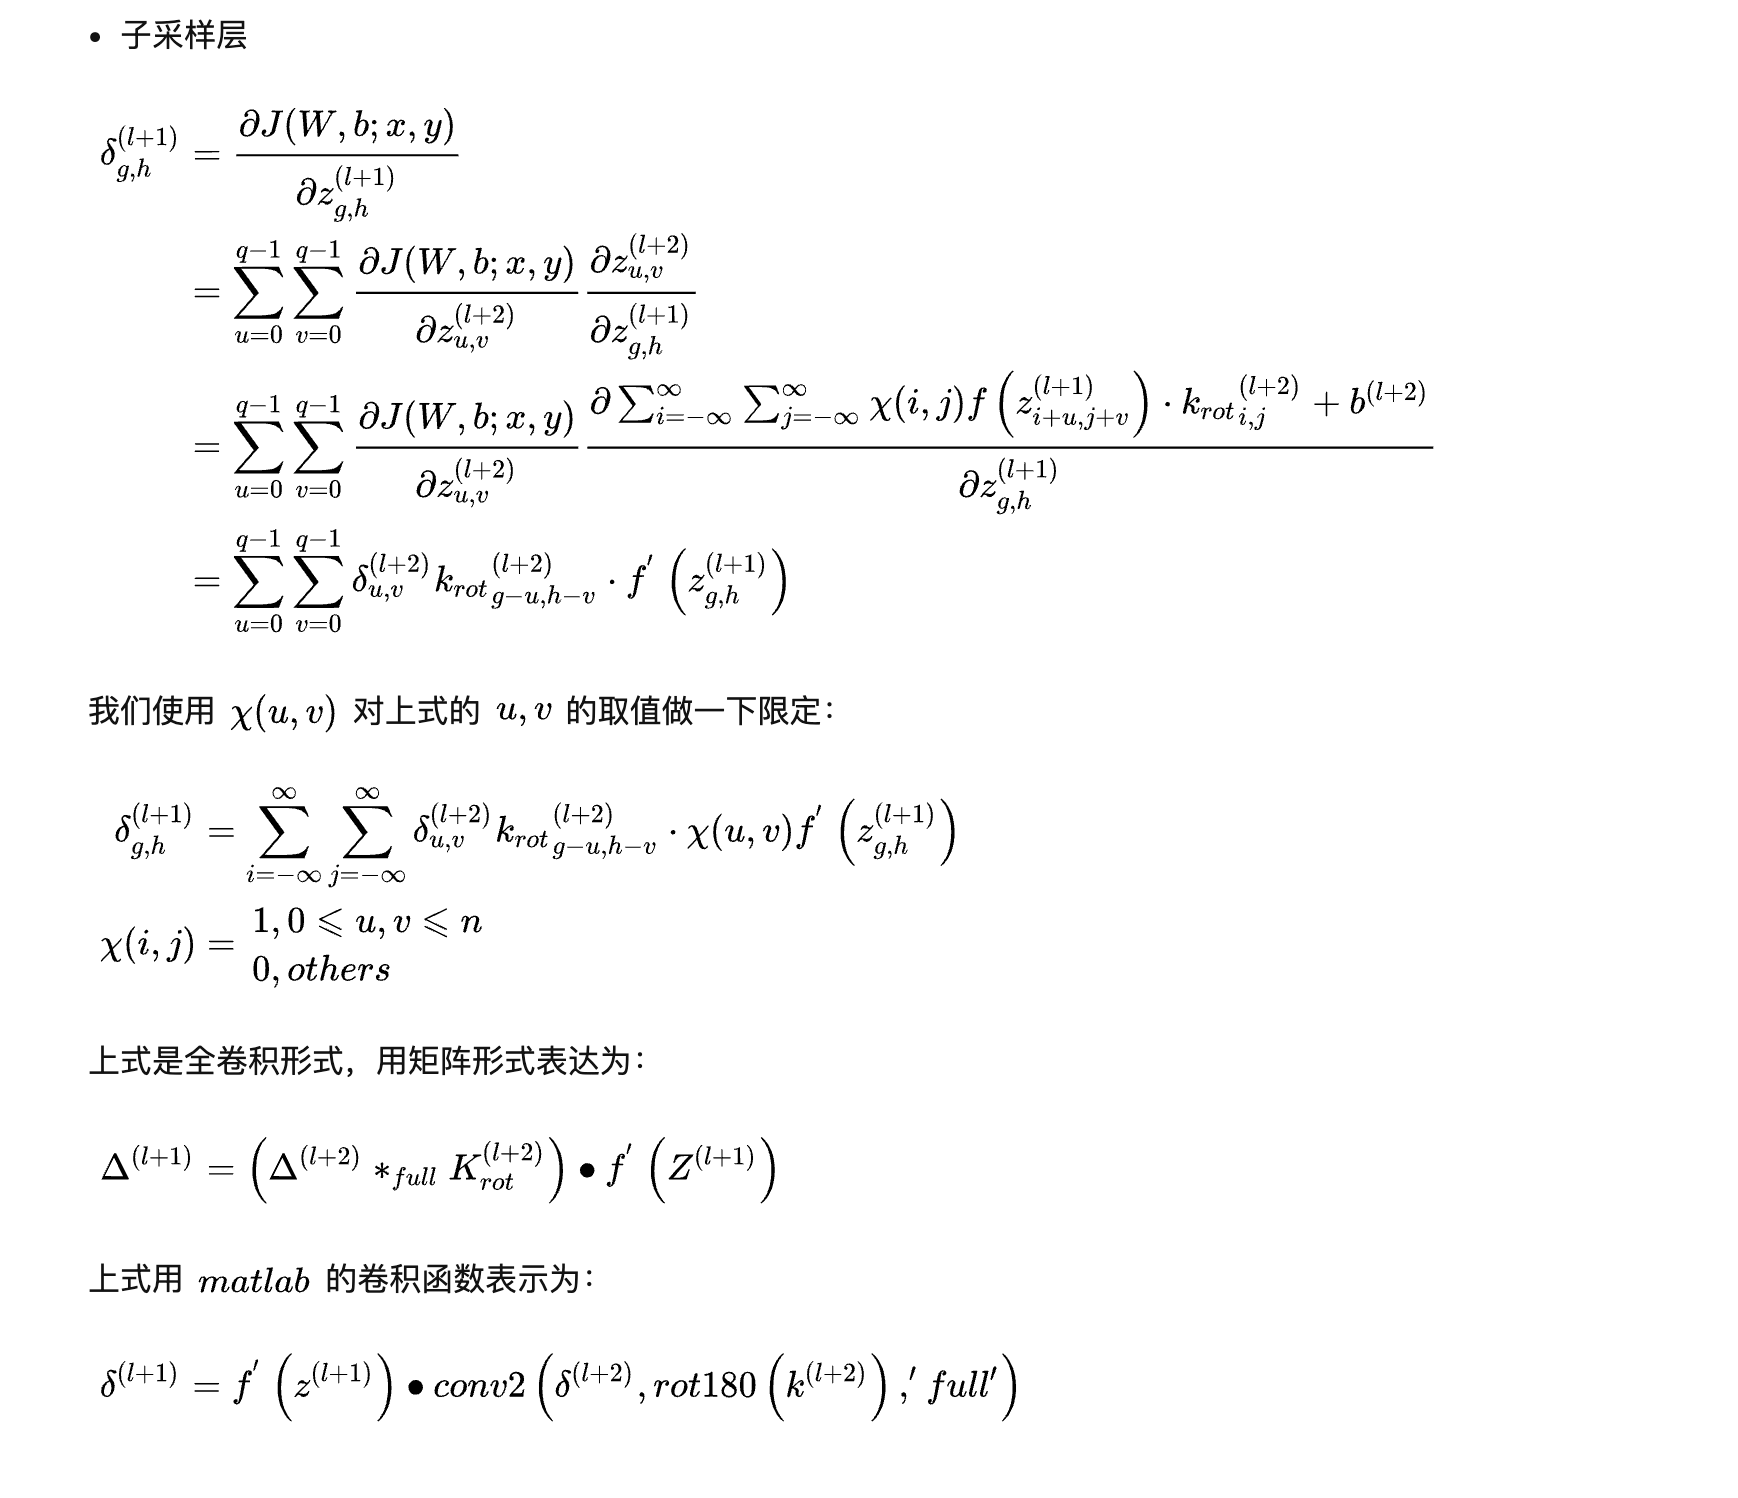 • 子采样层
$\delta_{g,h}^{(l+1)} = \frac{\partial J(W,b;x,y)}{\partial z_{g,h}^{(l+1)}}$
$= \sum_{u=0}^{q-1} \sum_{v=0}^{q-1} \frac{\partial J(W,b;x,y)}{\partial z_{u,v}^{(l+2)}} \frac{\partial z_{u,v}^{(l+2)}}{\partial z_{g,h}^{(l+1)}}$
$= \sum_{u=0}^{q-1} \sum_{v=0}^{q-1} \frac{\partial J(W,b;x,y)}{\partial z_{u,v}^{(l+2)}} \frac{\partial \sum_{i=-\infty}^{\infty} \sum_{j=-\infty}^{\infty} \chi(i,j) f\left(z_{i+u,j+v}^{(l+1)}\right) \cdot {k_{rot}}_{i,j}^{(l+2)} + b^{(l+2)}}{\partial z_{g,h}^{(l+1)}}$
$= \sum_{u=0}^{q-1} \sum_{v=0}^{q-1} \delta_{u,v}^{(l+2)} {k_{rot}}_{g-u,h-v}^{(l+2)} \cdot f^{'}\left(z_{g,h}^{(l+1)}\right)$
我们使用 $\chi(u,v)$ 对上式的 $u,v$ 的取值做一下限定：
$\delta_{g,h}^{(l+1)} = \sum_{i=-\infty}^{\infty} \sum_{j=-\infty}^{\infty} \delta_{u,v}^{(l+2)} {k_{rot}}_{g-u,h-v}^{(l+2)} \cdot \chi(u,v) f^{'}\left(z_{g,h}^{(l+1)}\right)$
$\chi(i,j) = \begin{matrix} 1, 0 \leqslant u,v \leqslant n \\ 0, others \end{matrix}$
上式是全卷积形式，用矩阵形式表达为：
$\Delta^{(l+1)} = \left(\Delta^{(l+2)} *_{full} K_{rot}^{(l+2)}\right) \bullet f^{'}\left(Z^{(l+1)}\right)$
上式用 $matlab$ 的卷积函数表示为：
$\delta^{(l+1)} = f^{'}\left(z^{(l+1)}\right) \bullet conv2\left(\delta^{(l+2)}, rot180\left(k^{(l+2)}\right),'full'\right)$